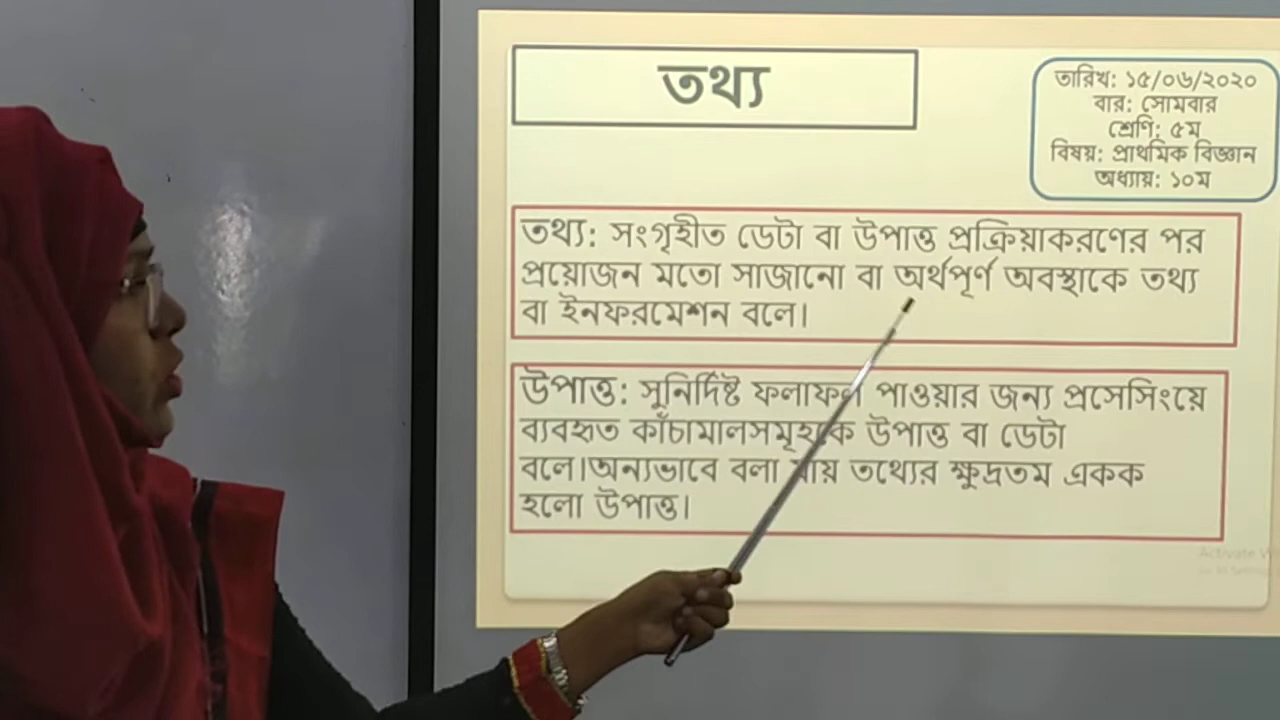 তথ্য
তারিখ: ১৫/০৬/২০২০
বার: সোমবার
শ্রেণি: ৫ম
বিষয়: প্রাথমিক বিজ্ঞান
অধ্যায়: ১০ম
তথ্য: সংগৃহীত ডেটা বা উপাত্ত প্রক্রিয়াকরণের পর
প্রয়োজন মতো সাজানো বা অর্থপূর্ণ অবস্থাকে তথ্য
বা ইনফরমেশন বলে।
উপাত্ত: সুনির্দিষ্ট ফলাফল পাওয়ার জন্য প্রসেসিংয়ে
ব্যবহৃত কাঁচামালসমূহকে উপাত্ত বা ডেটা
বলে।অন্যভাবে বলা যায় তথ্যের ক্ষুদ্রতম একক
হলো উপাত্ত।
Activate